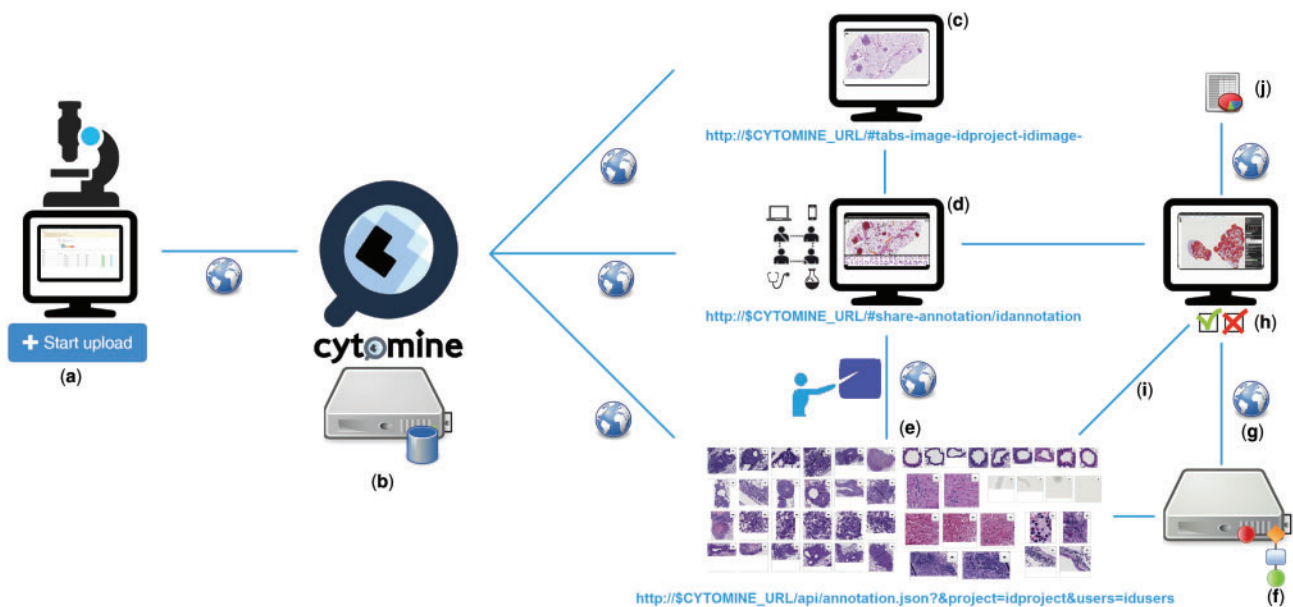 (c)
(j)
http://$CYTOMINE_URL/#tabs-image-idproject-idimage-
(d)
+ Start upload
(a)
cytomine
(b)
http://$CYTOMINE_URL/#share-annotation/idannotation
(h)
(i)
(e)
(g)
http://$CYTOMINE_URL/api/annotation.json?&project=idproject&users=idusers
(f)